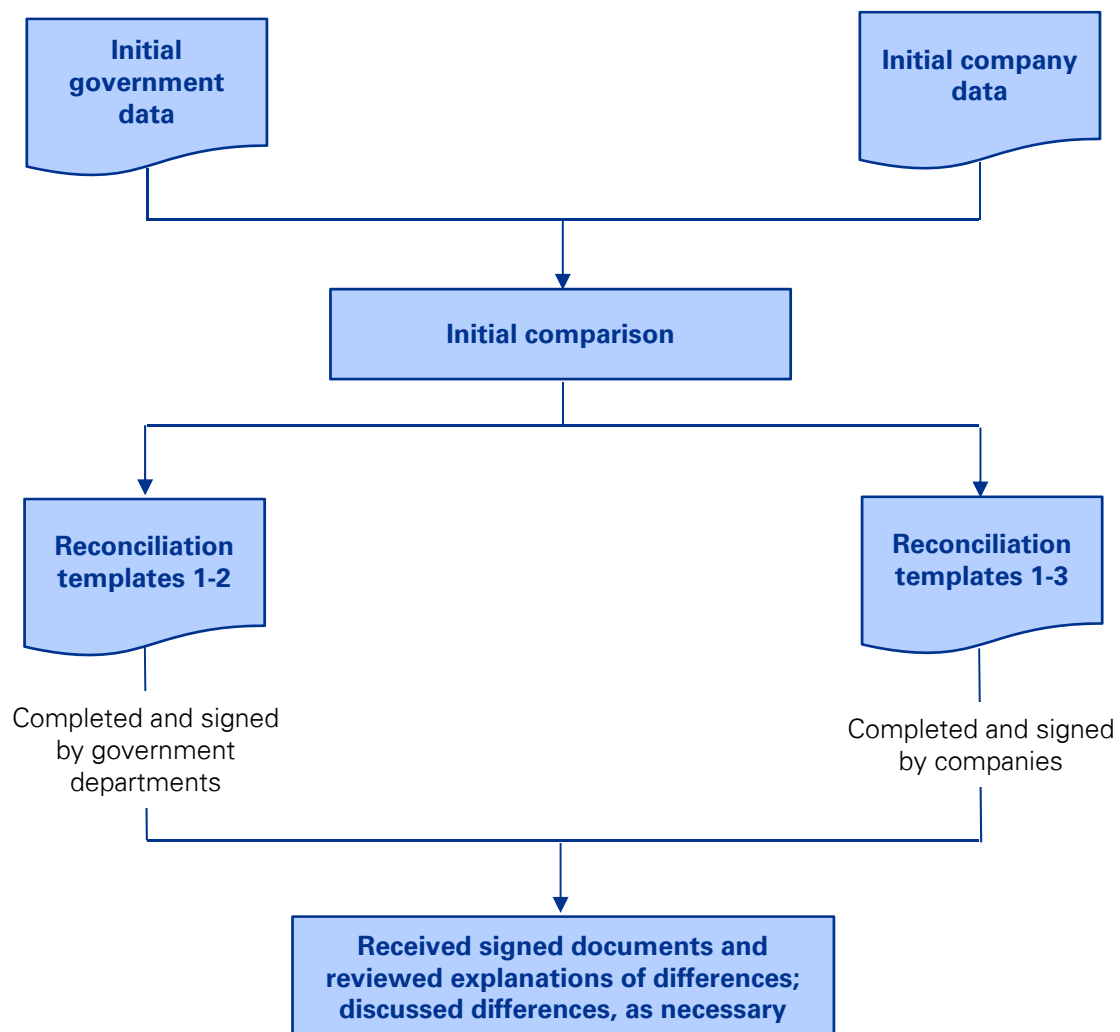 Initial
government
data
Initial company
data
Initial comparison
Reconciliation
templates 1-2
Reconciliation
templates 1-3
Completed and signed
by government
departments
Completed and signed
by companies
Received signed documents and
reviewed explanations of differences;
discussed differences, as necessary